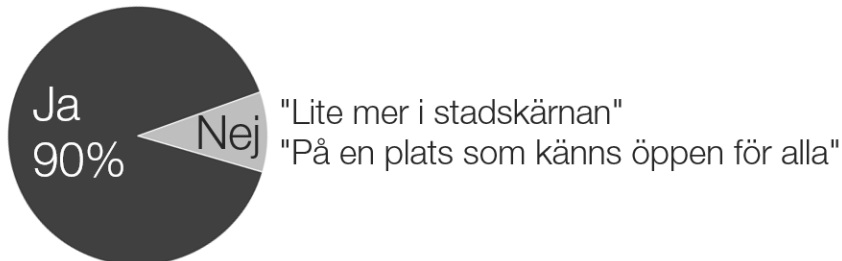 Ja
90%
Nej
"Lite mer i stadskärnan"
"På en plats som känns öppen för alla"